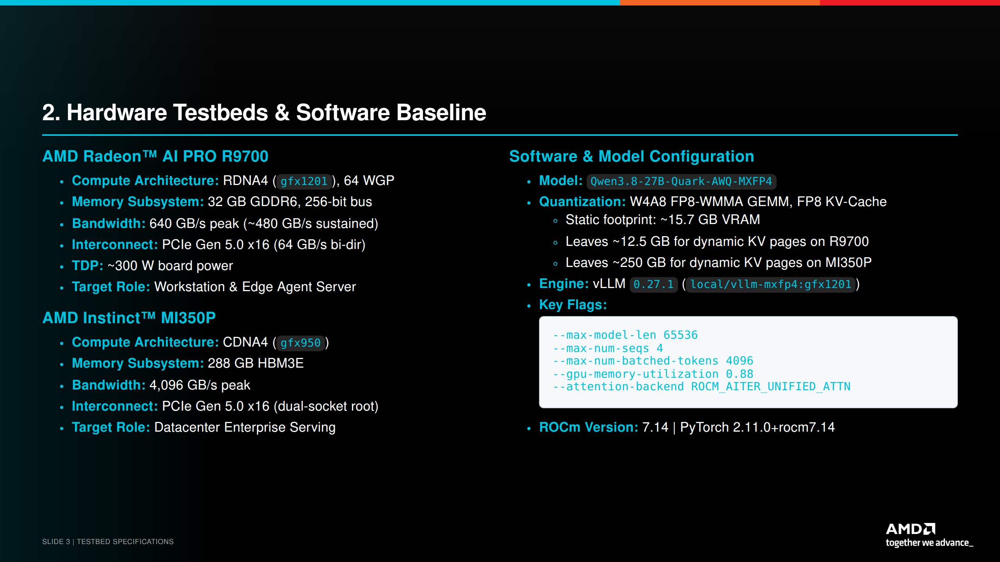 2. Hardware Testbeds & Software Baseline
AMD Radeon™ AI PRO R9700
• Compute Architecture: RDNA4 (gfx1201), 64 WGP
• Memory Subsystem: 32 GB GDDR6, 256-bit bus
• Bandwidth: 640 GB/s peak (~480 GB/s sustained)
• Interconnect: PCIe Gen 5.0 x16 (64 GB/s bi-dir)
• TDP: ~300 W board power
• Target Role: Workstation & Edge Agent Server
AMD Instinct™ MI350P
• Compute Architecture: CDNA4 (gfx950)
• Memory Subsystem: 288 GB HBM3E
• Bandwidth: 4,096 GB/s peak
• Interconnect: PCIe Gen 5.0 x16 (dual-socket root)
• Target Role: Datacenter Enterprise Serving
Software & Model Configuration
• Model: Qwen3.8-27B-Quark-AWQ-MXFP4
• Quantization: W4A8 FP8-WMMA GEMM, FP8 KV-Cache
◦ Static footprint: ~15.7 GB VRAM
◦ Leaves ~12.5 GB for dynamic KV pages on R9700
◦ Leaves ~250 GB for dynamic KV pages on MI350P
• Engine: vLLM 0.27.1 (local/vllm-mxfp4:gfx1201)
• Key Flags:
--max-model-len 65536
--max-num-seqs 4
--max-num-batched-tokens 4096
--gpu-memory-utilization 0.88
--attention-backend ROCM_AITER_UNIFIED_ATTN
• ROCm Version: 7.14 | PyTorch 2.11.0+rocm7.14
SLIDE 3 | TESTBED SPECIFICATIONS
AMD
together we advance_